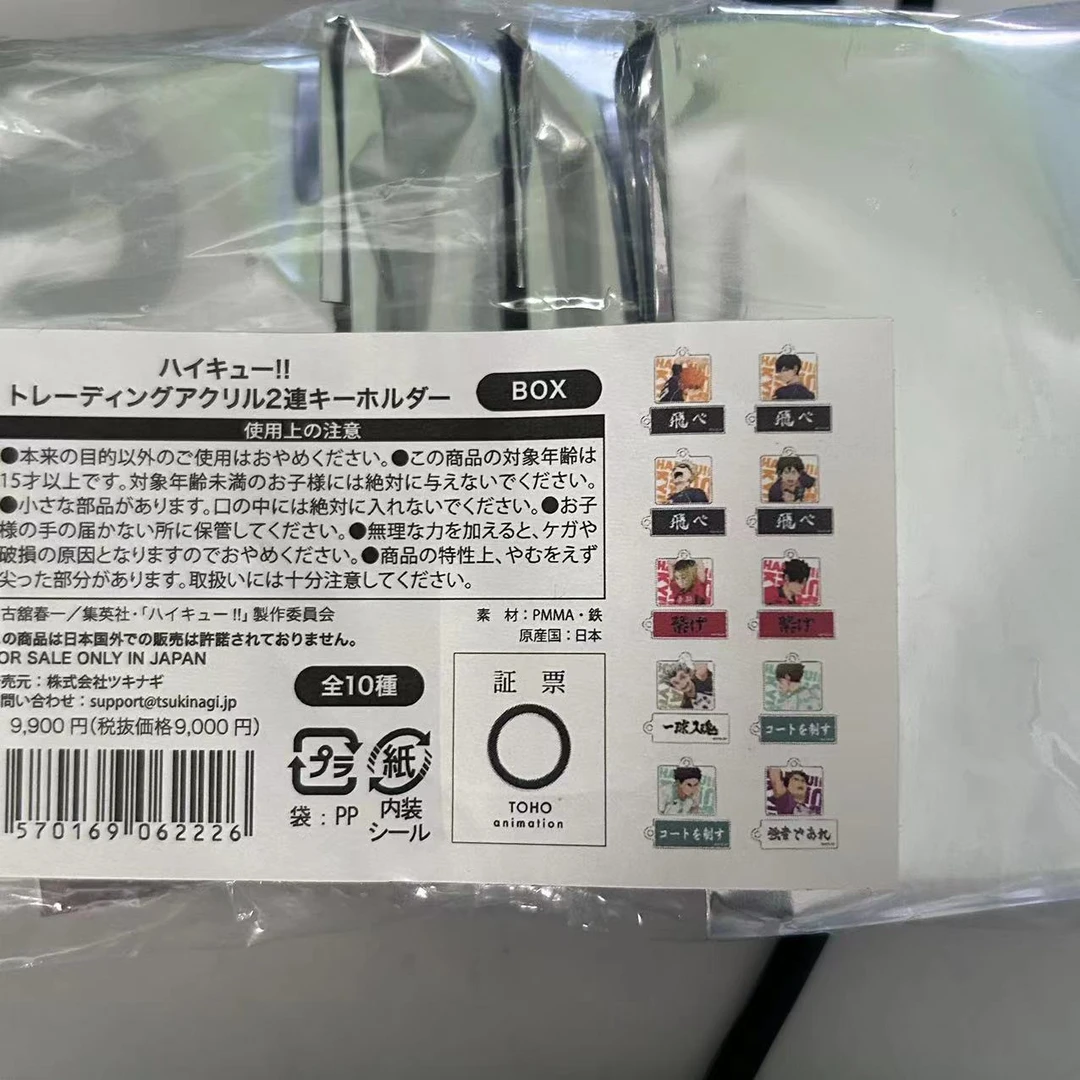 ハイキュー!!
トレーディングアクリル2連キーホルダー
BOX
使用上の注意
●本来の目的以外のご使用はおやめください。●この商品の対象年齢は
15才以上です。対象年齢未満のお子様には絶対に与えないでください。
●小さな部品があります。口の中には絶対に入れないでください。●お子
様の手の届かない所に保管してください。●無理な力を加えると、ケガや
破損の原因となりますのでおやめください。●商品の特性上、やむをえず
尖った部分があります。取扱いには十分注意してください。
古舘春一／集英社・「ハイキュー!!」製作委員会
の商品は日本国外での販売は許諾されておりません。
OR SALE ONLY IN JAPAN
売元：株式会社ツキナギ
問い合わせ：support@tsukinagi.jp
9,900円(税抜価格9,000円)
570169 062226
全10種
プラ
袋：PP
紙
内装
シール
素 材：PMMA・鉄
原産国：日本
証 票
TOHO
animation
飛べ
飛べ
飛べ
飛べ
繋げ
繋げ
一球入魂
コートを制す
コートを制す
強者であれ